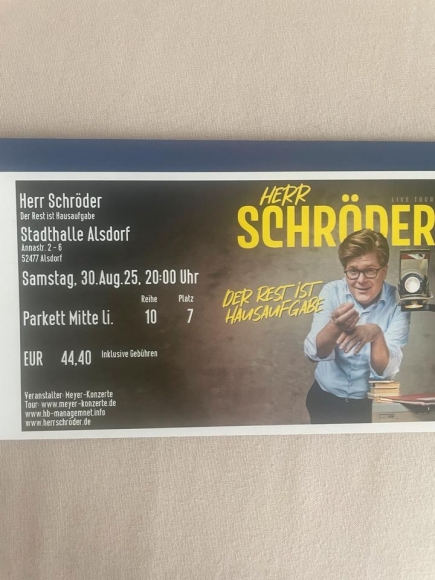 Herr Schröder
Der Rest ist Hausaufgabe
Stadthalle Alsdorf
Annastr. 2 - 6
52477 Alsdorf
Samstag, 30.Aug.25, 20:00 Uhr
Reihe Platz
Parkett Mitte li. 10 7
EUR 44,40 Inklusive Gebühren
Veranstalter: Meyer-Konzerte
Tour: www.meyer-konzerte.de
www.hb-managemnet.info
www.herrschröder.de
LIVE TOUR
HERR
SCHRÖDER
DER REST IST
HAUSAUFGABE